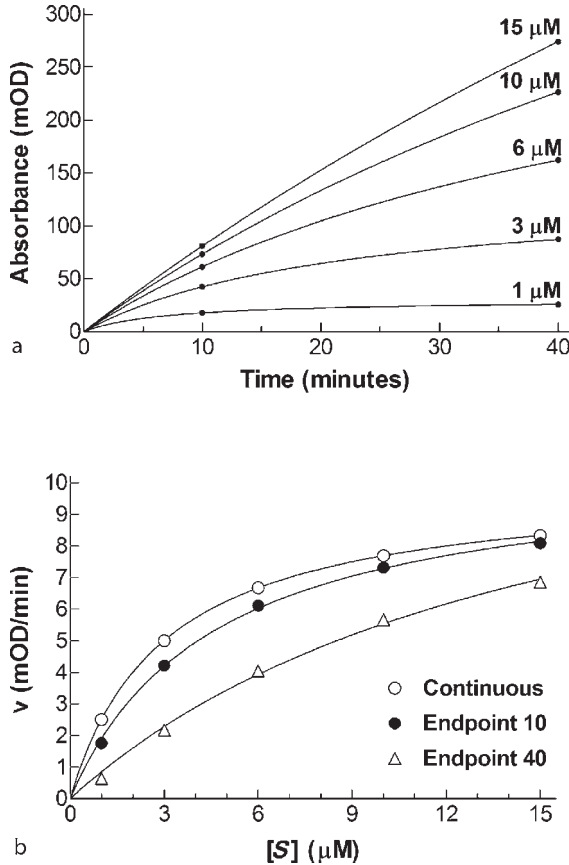 300
250
200
150
100
50
0
Absorbance (mOD)
15 µM
10 µM
6 µM
3 µM
1 µM
0 10 20 30 40
Time (minutes)
a
10
9
8
7
6
5
4
3
2
1
0
v (mOD/min)
Continuous
Endpoint 10
Endpoint 40
0 3 6 9 12 15
[S] (µM)
b